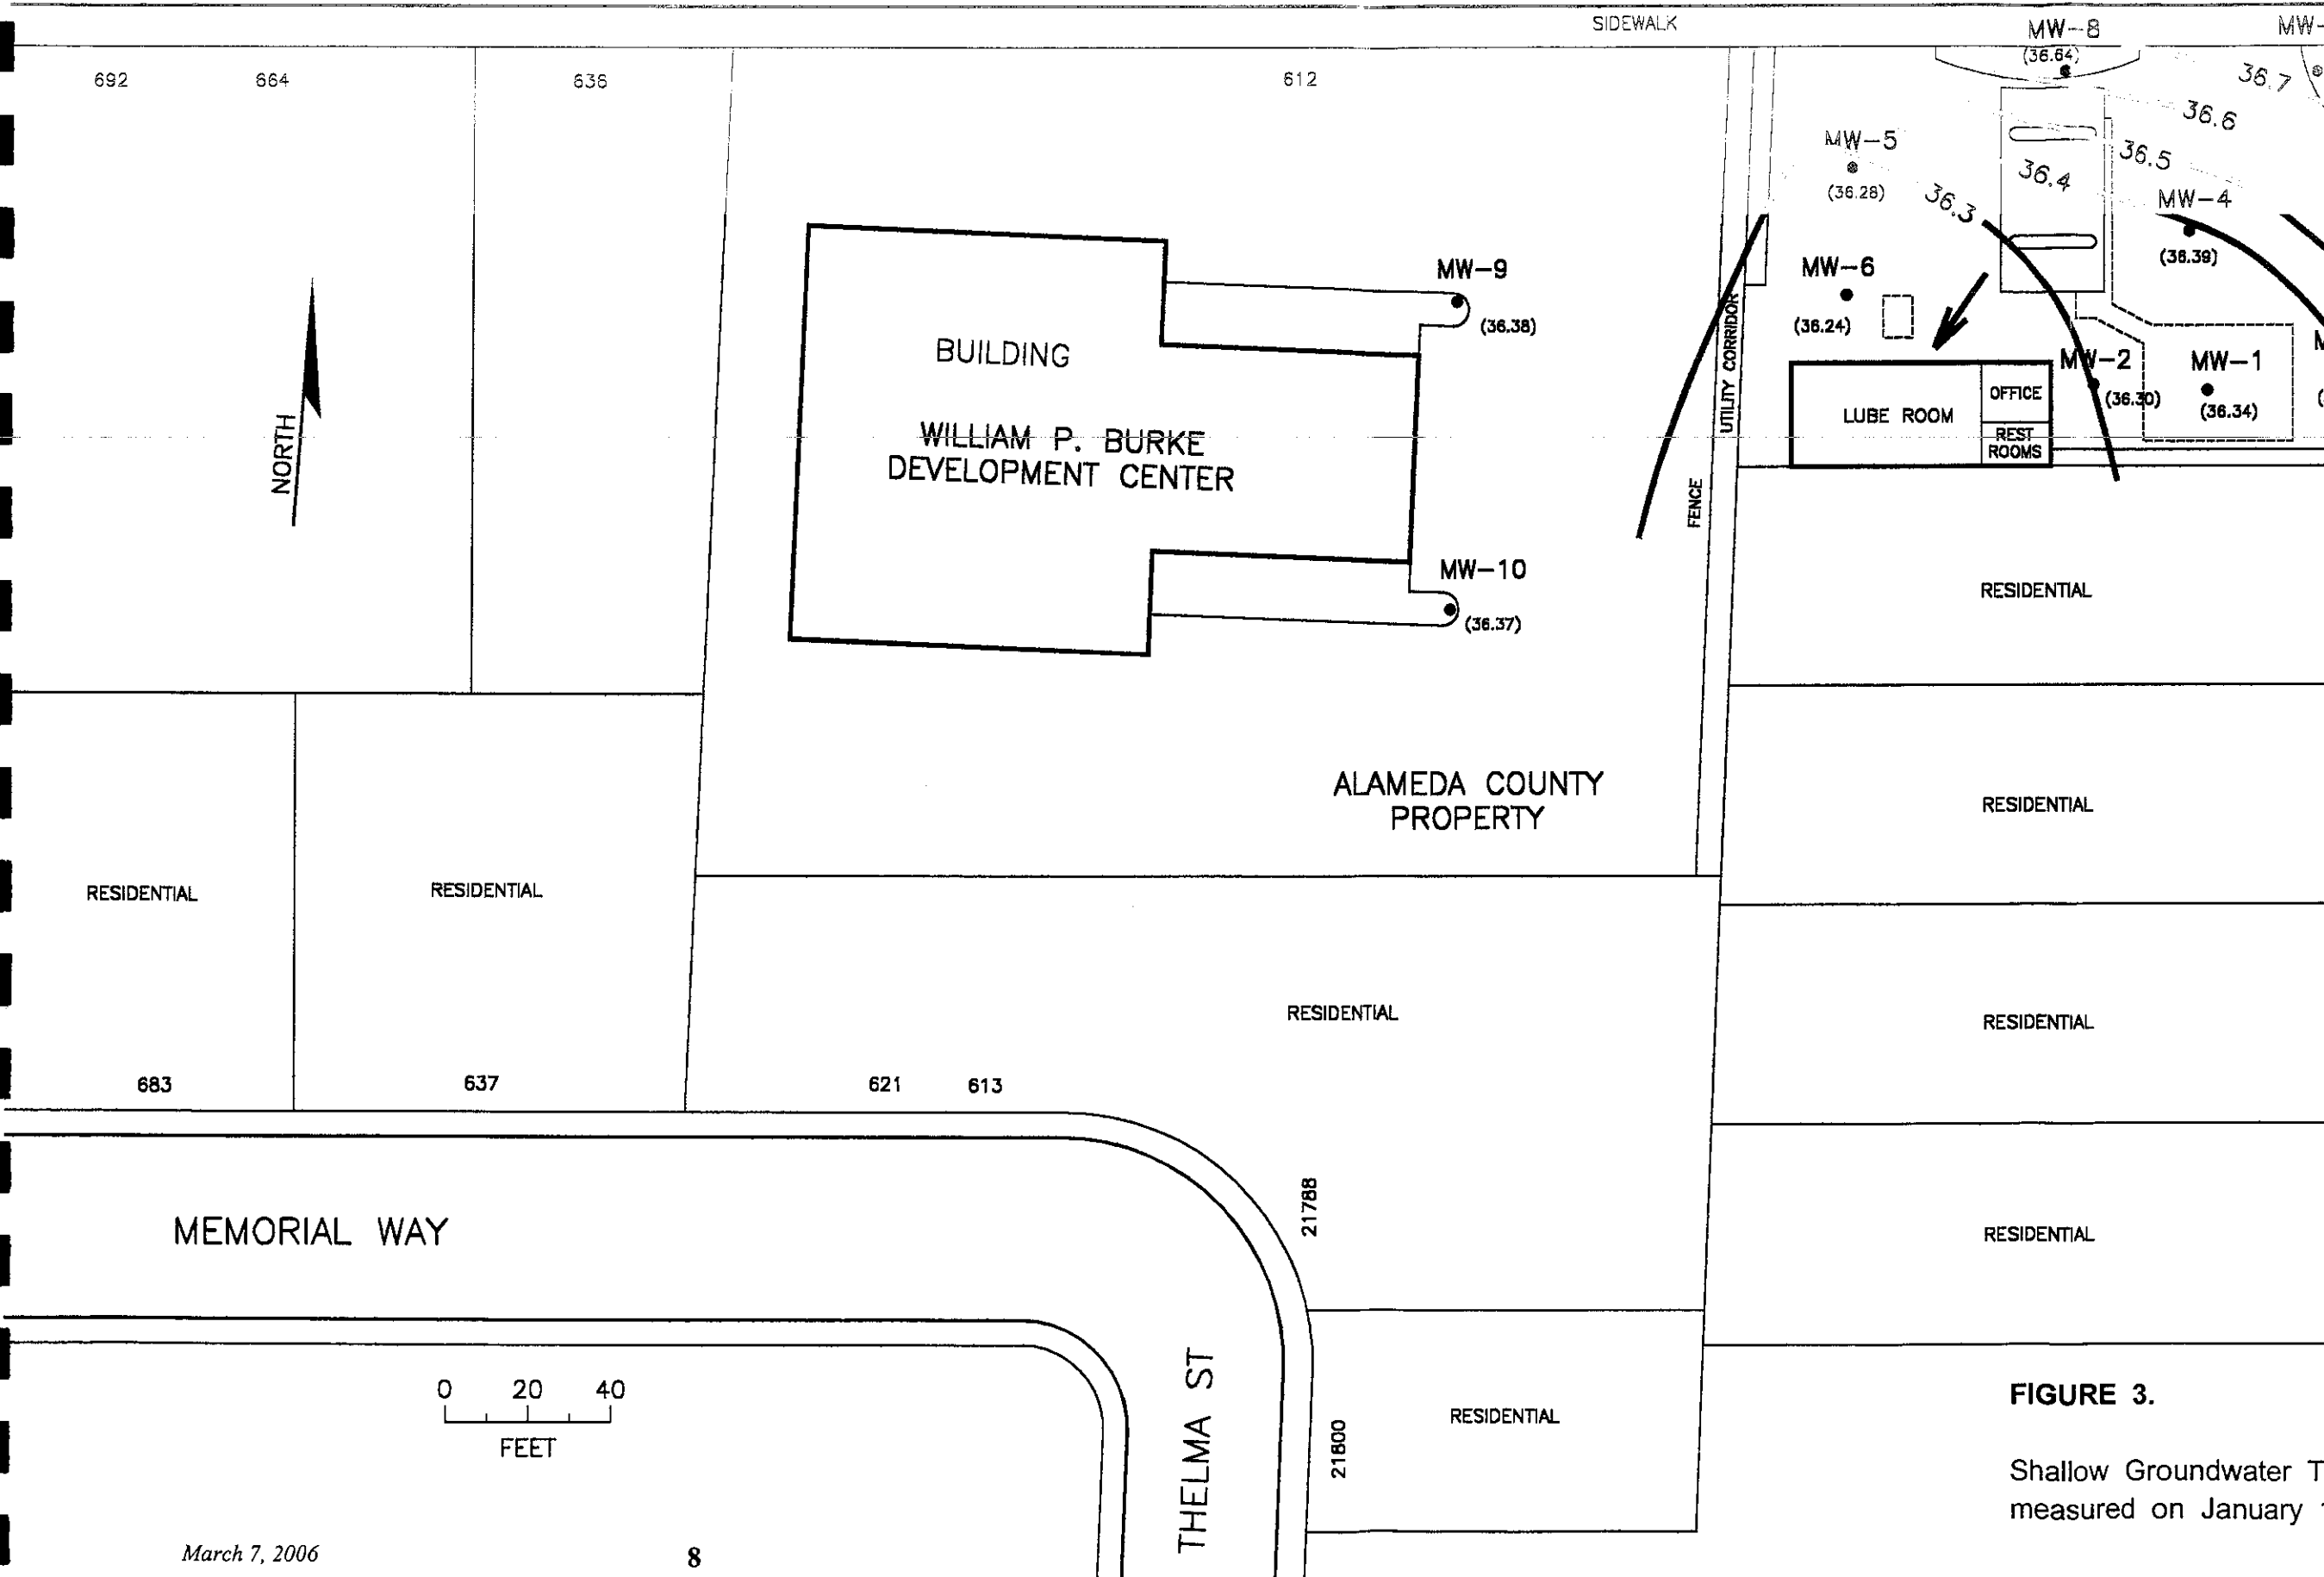 SIDEWALK
MW-8
MW-
(36.64)
692
664
636
612
36.7
36.6
MW-5
36.5
(36.28)
36.4
36.3
MW-4
(36.39)
MW-9
MW-6
(36.38)
(36.24)
UTILITY CORRIDOR
BUILDING
MW-2
MW-1
OFFICE
(36.30)
(36.34)
LUBE ROOM
REST
ROOMS
NORTH
WILLIAM P. BURKE
DEVELOPMENT CENTER
FENCE
MW-10
(36.37)
RESIDENTIAL
ALAMEDA COUNTY
PROPERTY
RESIDENTIAL
RESIDENTIAL
RESIDENTIAL
RESIDENTIAL
RESIDENTIAL
683
637
621
613
21788
MEMORIAL WAY
RESIDENTIAL
0 20 40
FEET
THELMA ST
21800
RESIDENTIAL
FIGURE 3.
Shallow Groundwater T
measured on January
March 7, 2006
8